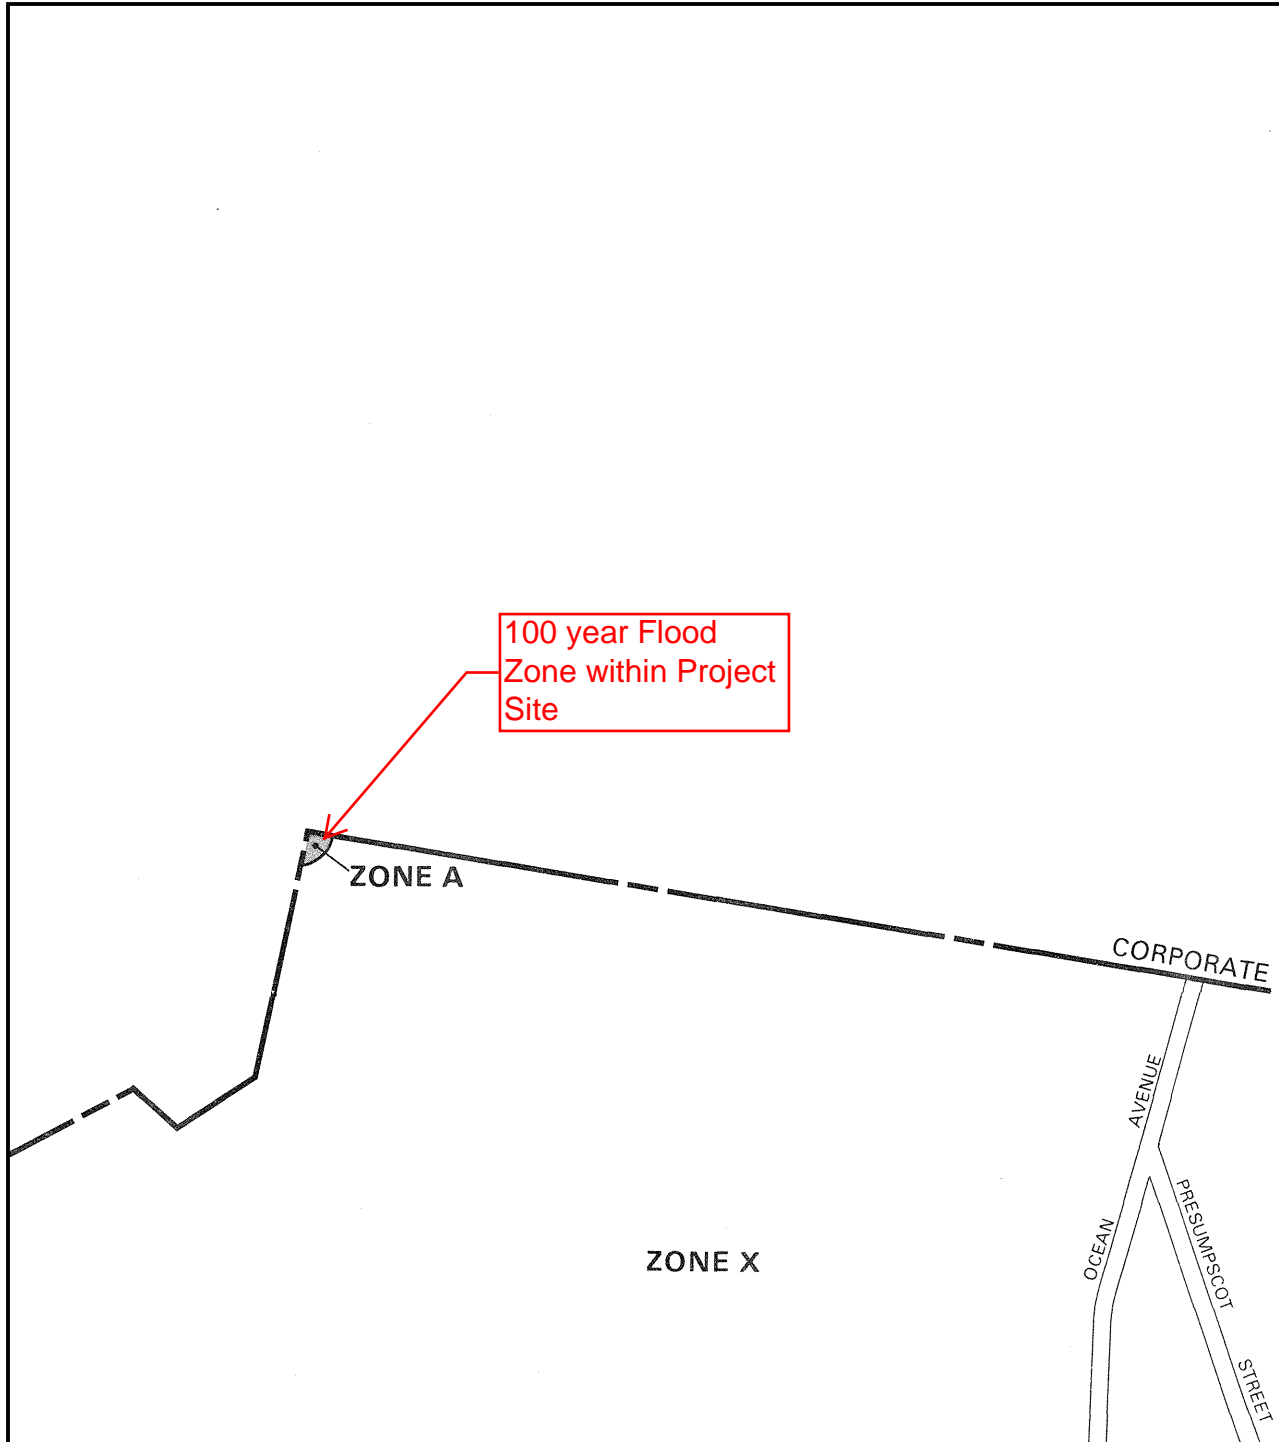 100 year Flood
Zone within Project
Site
ZONE A
CORPORATE
AVENUE
OCEAN
PRESUMPSCOT
STREET
ZONE X